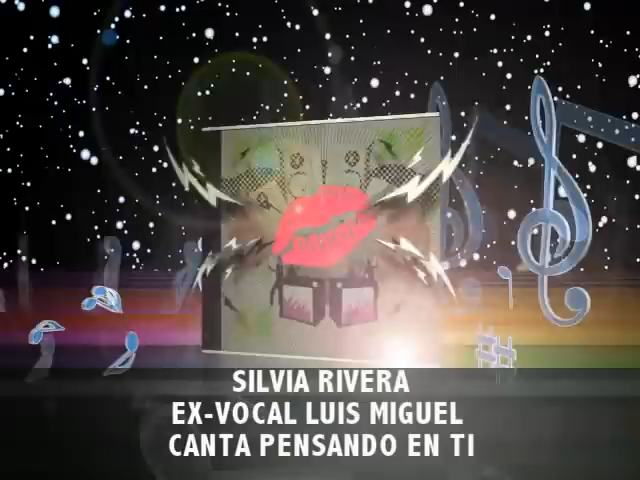 SILVIA RIVERA
EX-VOCAL LUIS MIGUEL
CANTA PENSANDO EN TI